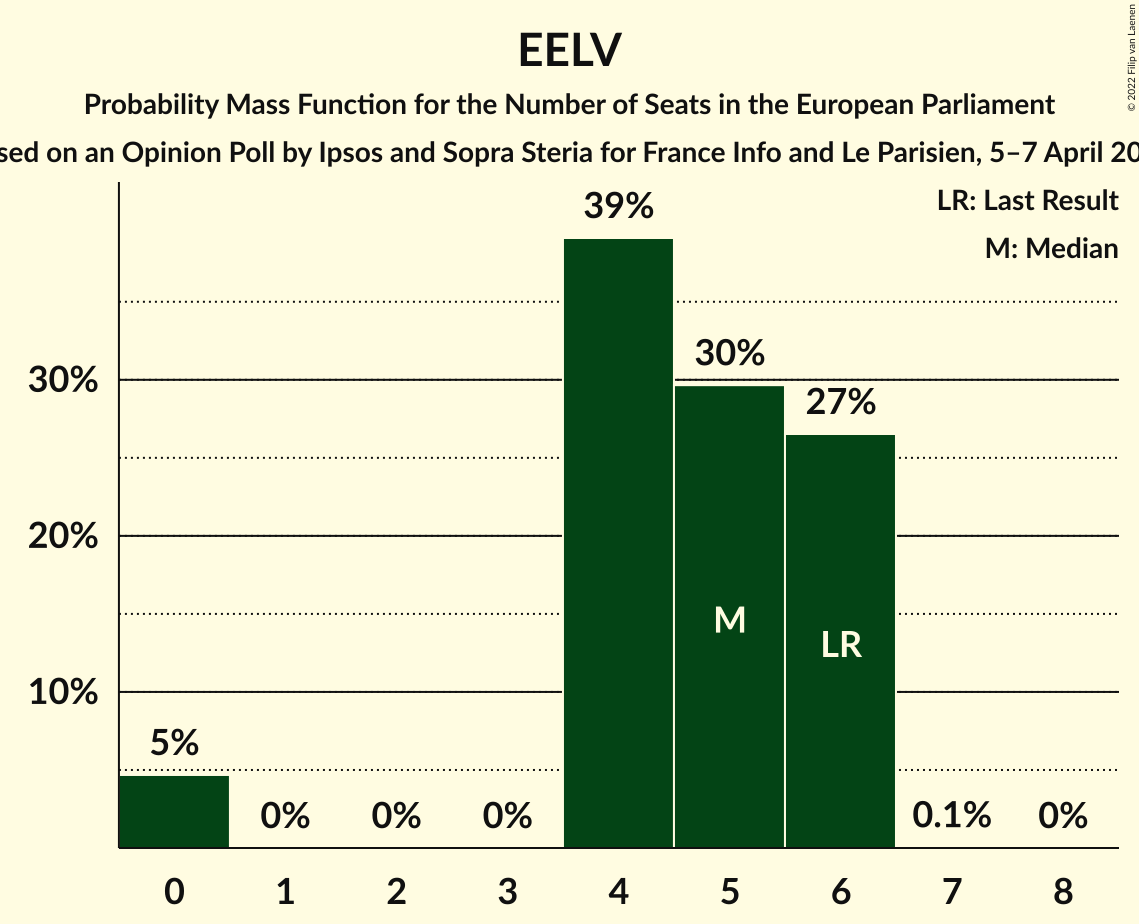 EELV
Probability Mass Function for the Number of Seats in the European Parliament
sed on an Opinion Poll by Ipsos and Sopra Steria for France Info and Le Parisien, 5–7 April 20
© 2022 Filip van Laenen
LR: Last Result
M: Median
39%
30%
27%
5%
0%
0%
0%
0.1%
0%
M
LR
30%
20%
10%
0 1 2 3 4 5 6 7 8